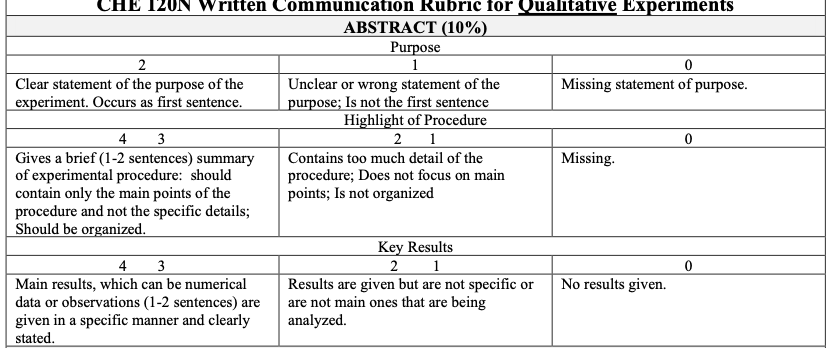 CHE 120N Written Communication Rubric for Qualitative Experiments
ABSTRACT (10%)
Purpose
2 1 0
Clear statement of the purpose of the Unclear or wrong statement of the Missing statement of purpose.
experiment. Occurs as first sentence. purpose; Is not the first sentence
Highlight of Procedure
4 3 2 1 0
Gives a brief (1-2 sentences) summary Contains too much detail of the Missing.
of experimental procedure: should procedure; Does not focus on main
contain only the main points of the points; Is not organized
procedure and not the specific details;
Should be organized.
Key Results
4 3 2 1 0
Main results, which can be numerical Results are given but are not specific or No results given.
data or observations (1-2 sentences) are are not main ones that are being
given in a specific manner and clearly analyzed.
stated.